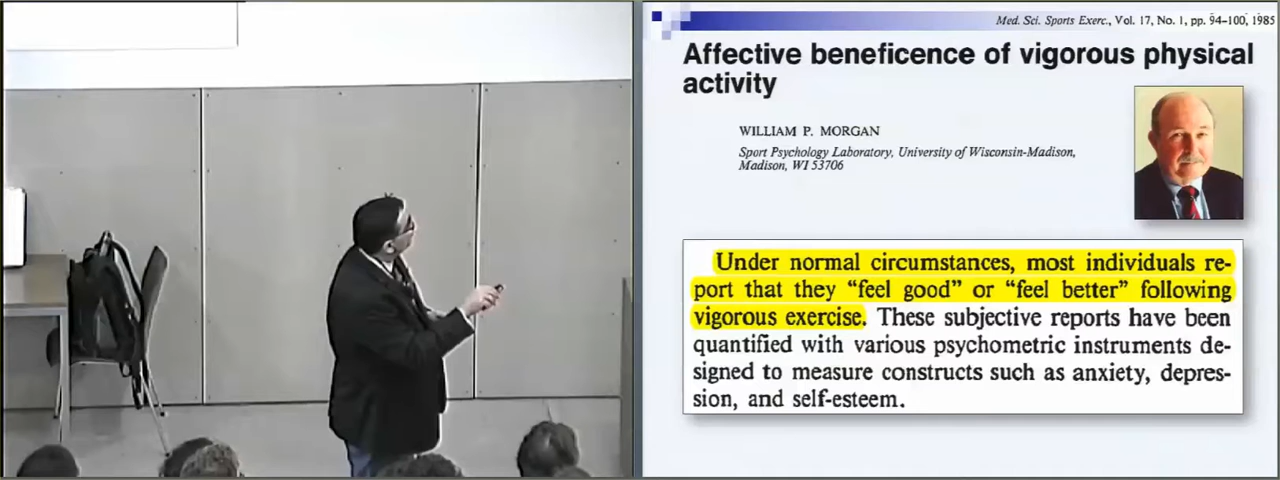 Med. Sci. Sports Exerc., Vol. 17, No. 1, pp. 94–100, 1985
Affective beneficence of vigorous physical
activity
WILLIAM P. MORGAN
Sport Psychology Laboratory, University of Wisconsin-Madison,
Madison, WI 53706
Under normal circumstances, most individuals re-
port that they “feel good” or “feel better” following
vigorous exercise. These subjective reports have been
quantified with various psychometric instruments de-
signed to measure constructs such as anxiety, depres-
sion, and self-esteem.